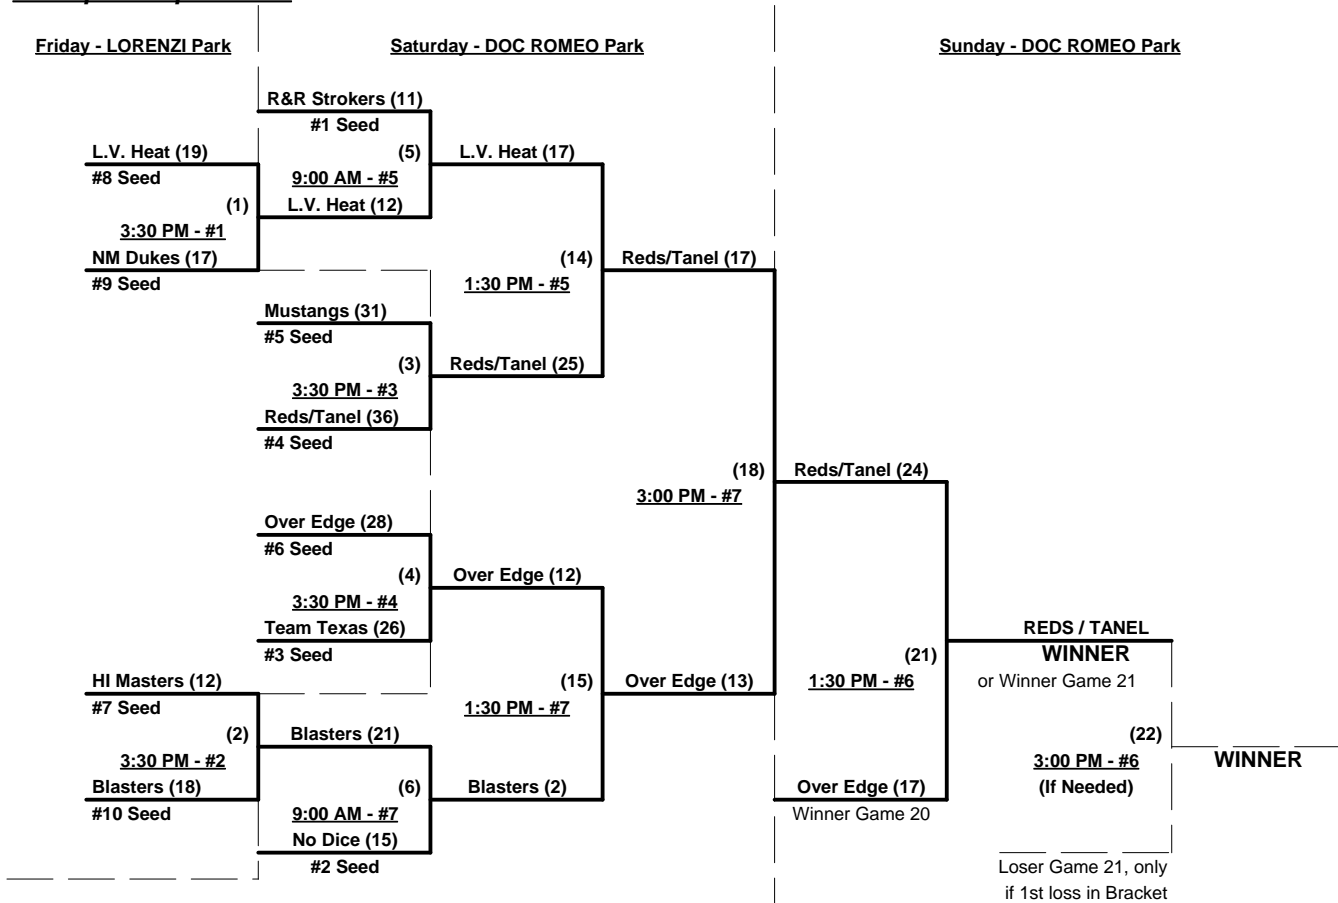 Friday - LORENZI Park
Saturday - DOC ROMEO Park
Sunday - DOC ROMEO Park
R&R Strokers (11)
#1 Seed
L.V. Heat (19)
#8 Seed
(5)
9:00 AM - #5
L.V. Heat (17)
(1)
3:30 PM - #1
L.V. Heat (12)
NM Dukes (17)
#9 Seed
(14)
1:30 PM - #5
Reds/Tanel (17)
Mustangs (31)
#5 Seed
(3)
3:30 PM - #3
Reds/Tanel (25)
Reds/Tanel (36)
#4 Seed
(18)
3:00 PM - #7
Reds/Tanel (24)
Over Edge (28)
#6 Seed
(4)
3:30 PM - #4
Over Edge (12)
Team Texas (26)
#3 Seed
REDS / TANEL
WINNER
or Winner Game 21
(21)
1:30 PM - #6
HI Masters (12)
#7 Seed
(15)
1:30 PM - #7
Over Edge (13)
(2)
3:30 PM - #2
Blasters (21)
(22)
3:00 PM - #6
(If Needed)
WINNER
Blasters (18)
#10 Seed
(6)
9:00 AM - #7
Blasters (2)
Over Edge (17)
Winner Game 20
No Dice (15)
#2 Seed
Loser Game 21, only
if 1st loss in Bracket